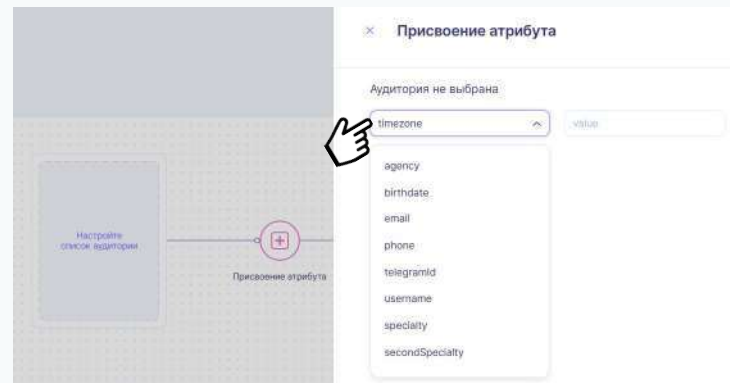 Присвоение атрибута
Аудитория не выбрана
timezone
value
agency
birthdate
email
phone
telegramId
username
specialty
secondSpecialty
Настройте
список аудитории
Присвоение атрибута